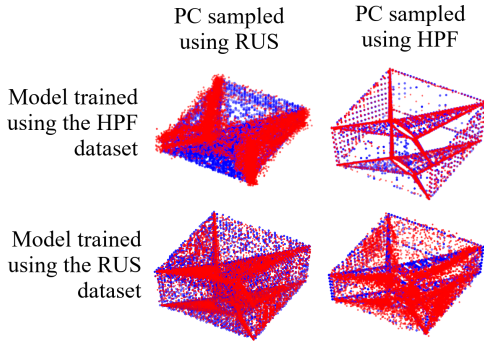 PC sampled
using RUS
PC sampled
using HPF
Model trained
using the HPF
dataset
Model trained
using the RUS
dataset